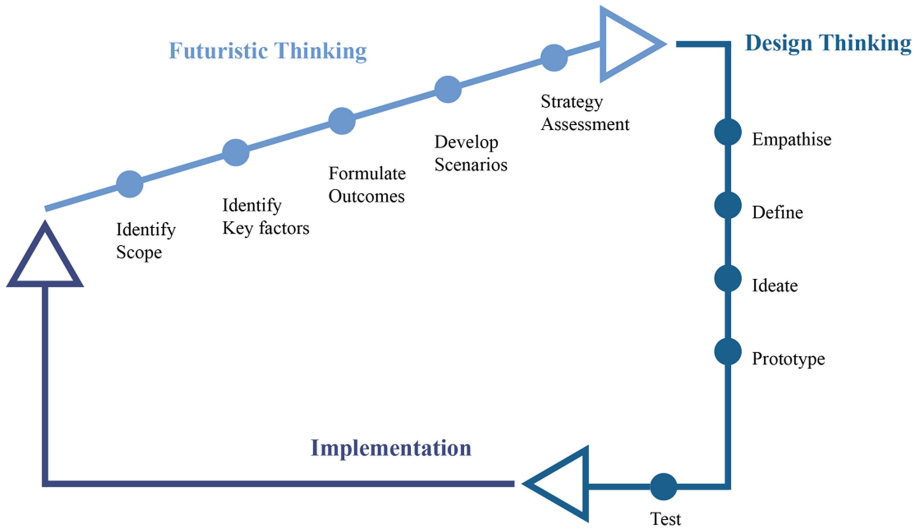 Futuristic Thinking
Design Thinking
Strategy
Assessment
Develop
Scenarios
Formulate
Outcomes
Identify
Key factors
Identify
Scope
Empathise
Define
Ideate
Prototype
Implementation
Test